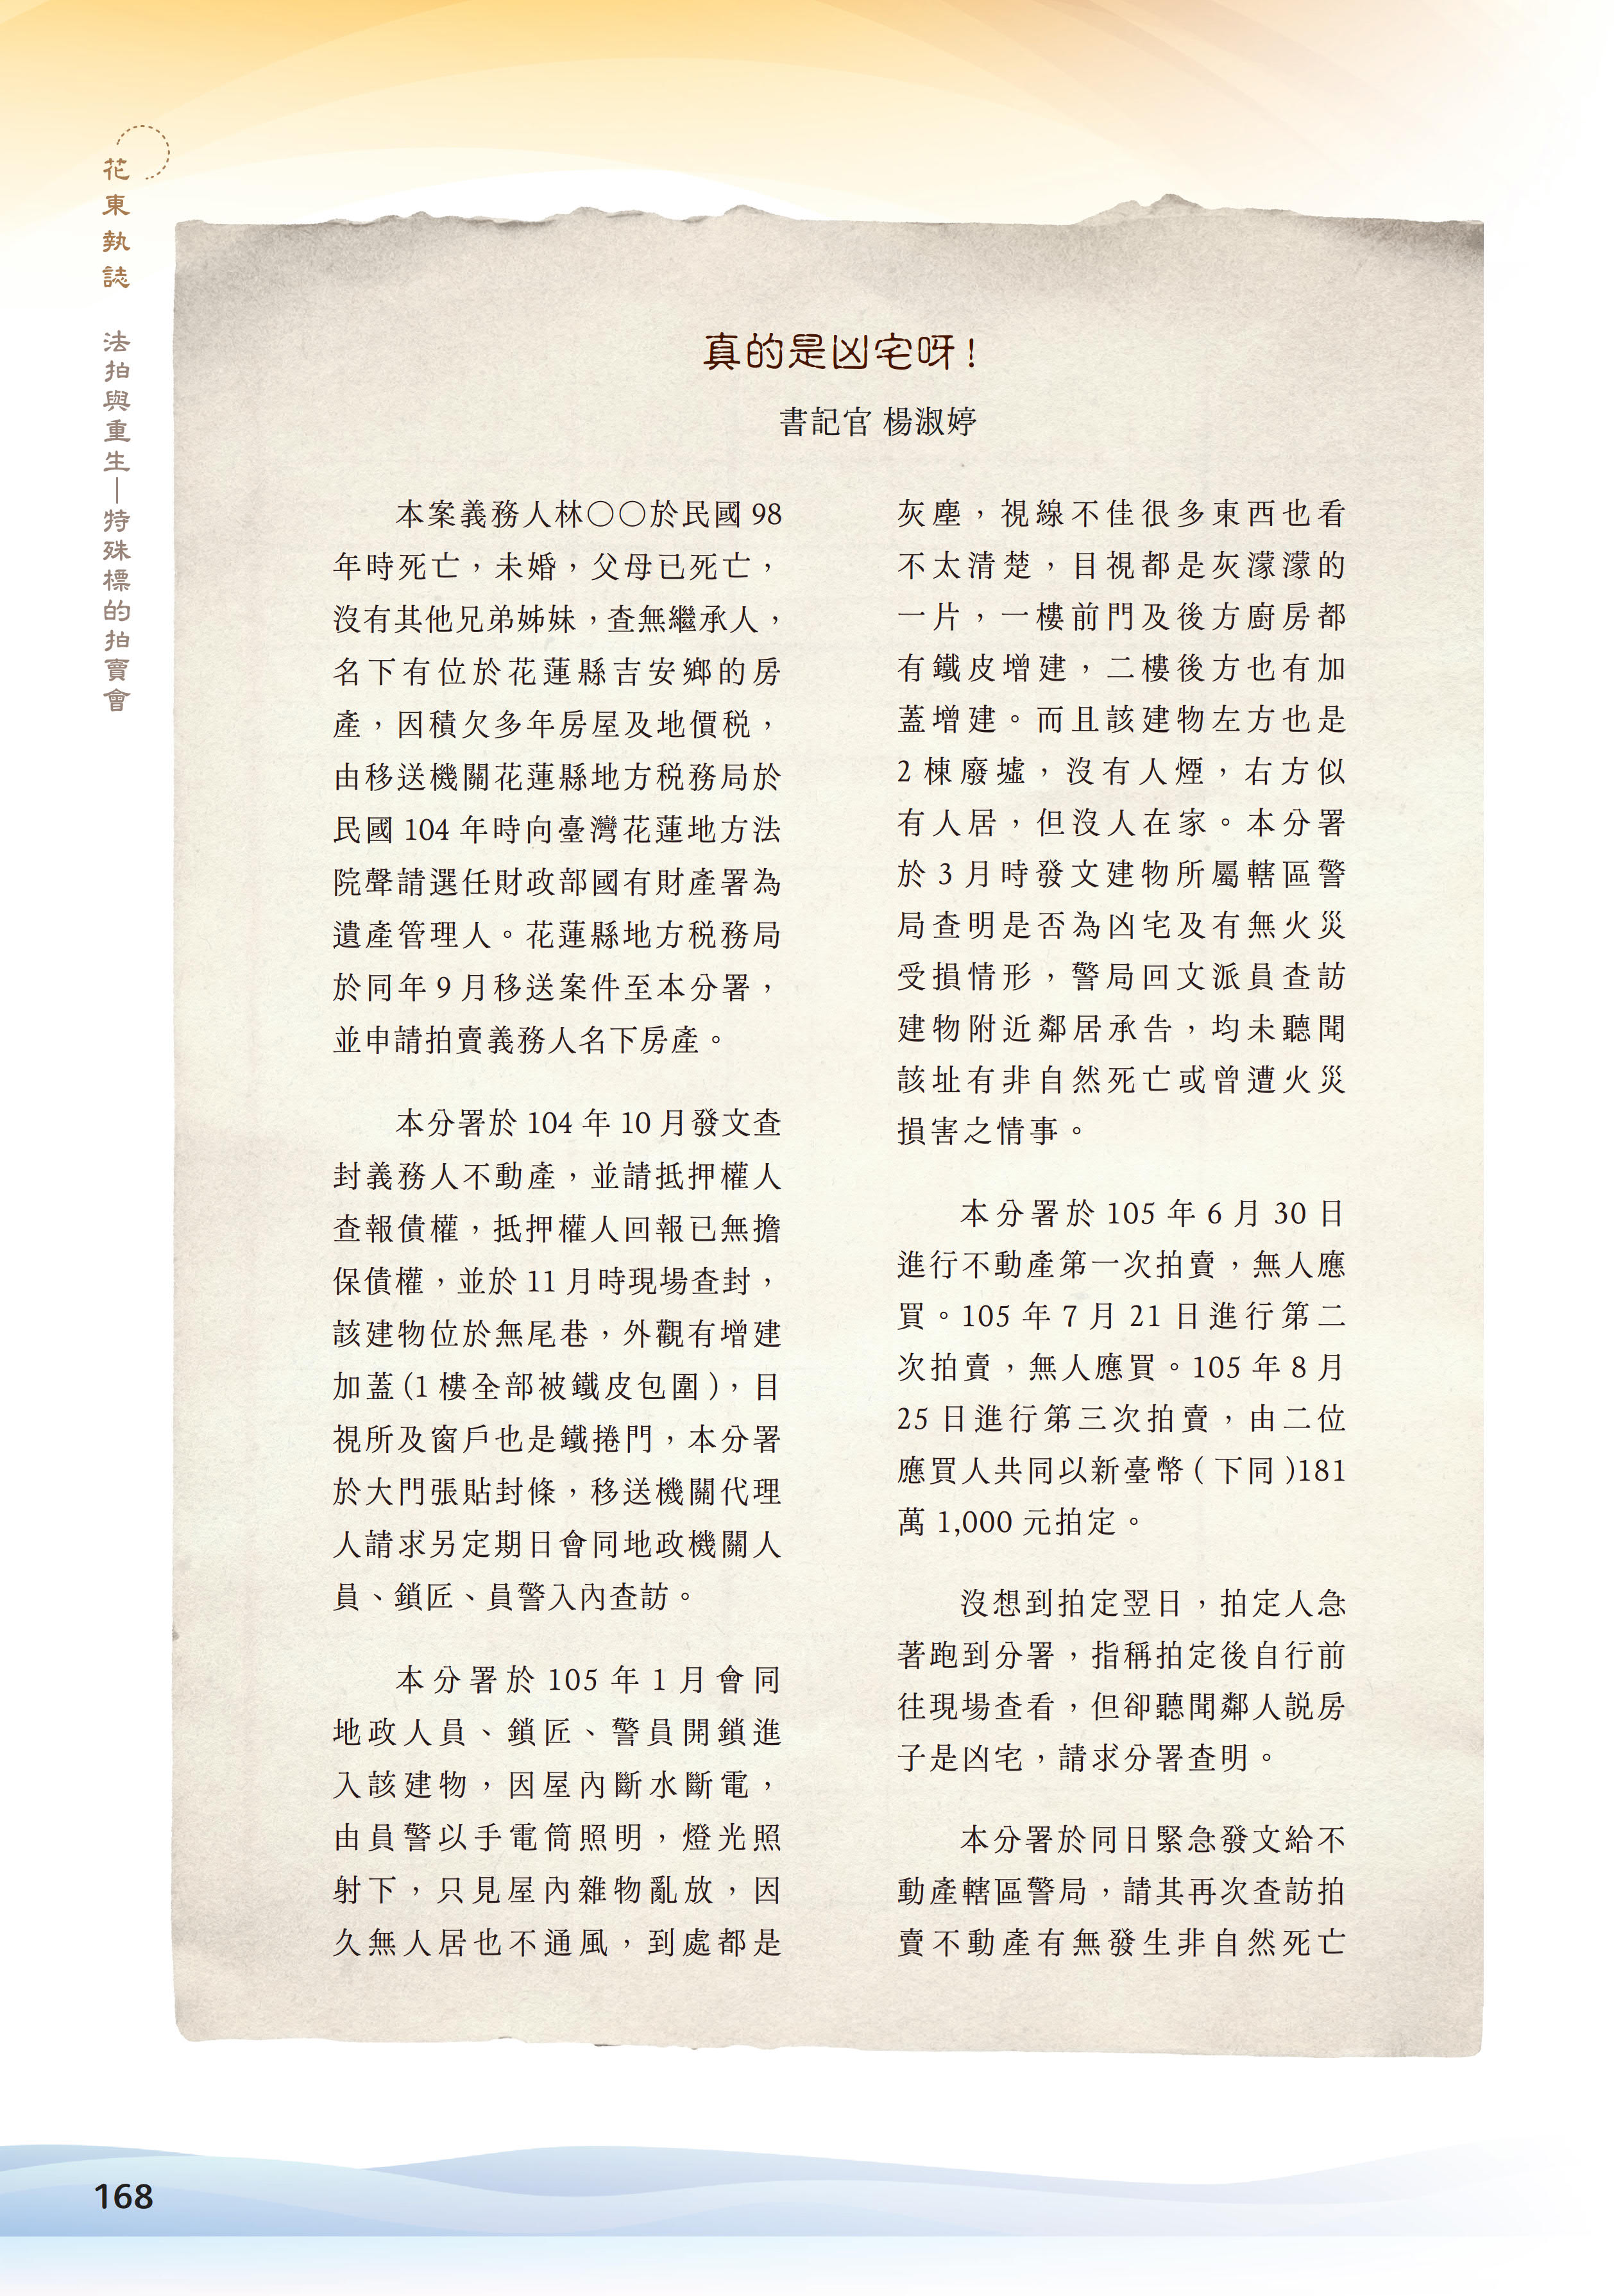 花東執誌
法拍與重生—特殊標的拍賣會
真的是凶宅呀！
書記官 楊淑婷
本案義務人林〇〇於民國 98
年時死亡，未婚，父母已死亡，
沒有其他兄弟姊妹，查無繼承人，
名下有位於花蓮縣吉安鄉的房
產，因積欠多年房屋及地價稅，
由移送機關花蓮縣地方稅務局於
民國 104 年時向臺灣花蓮地方法
院聲請選任財政部國有財產署為
遺產管理人。花蓮縣地方稅務局
於同年 9 月移送案件至本分署，
並申請拍賣義務人名下房產。
本分署於 104 年 10 月發文查
封義務人不動產，並請抵押權人
查報債權，抵押權人回報已無擔
保債權，並於 11 月時現場查封，
該建物位於無尾巷，外觀有增建
加蓋(1 樓全部被鐵皮包圍)，目
視所及窗戶也是鐵捲門，本分署
於大門張貼封條，移送機關代理
人請求另定期日會同地政機關人
員、鎖匠、員警入內查訪。
本分署於 105 年 1 月會同
地政人員、鎖匠、警員開鎖進
入該建物，因屋內斷水斷電，
由員警以手電筒照明，燈光照
射下，只見屋內雜物亂放，因
久無人居也不通風，到處都是
灰塵，視線不佳很多東西也看
不太清楚，目視都是灰濛濛的
一片，一樓前門及後方廚房都
有鐵皮增建，二樓後方也有加
蓋增建。而且該建物左方也是
2 棟廢墟，沒有人煙，右方似
有人居，但沒人在家。本分署
於 3 月時發文建物所屬轄區警
局查明是否為凶宅及有無火災
受損情形，警局回文派員查訪
建物附近鄰居承告，均未聽聞
該址有非自然死亡或曾遭火災
損害之情事。
本分署於 105 年 6 月 30 日
進行不動產第一次拍賣，無人應
買。105 年 7 月 21 日進行第二
次拍賣，無人應買。105 年 8 月
25 日進行第三次拍賣，由二位
應買人共同以新臺幣 ( 下同 )181
萬 1,000 元拍定。
沒想到拍定翌日，拍定人急
著跑到分署，指稱拍定後自行前
往現場查看，但卻聽聞鄰人說房
子是凶宅，請求分署查明。
本分署於同日緊急發文給不
動產轄區警局，請其再次查訪拍
賣不動產有無發生非自然死亡
168